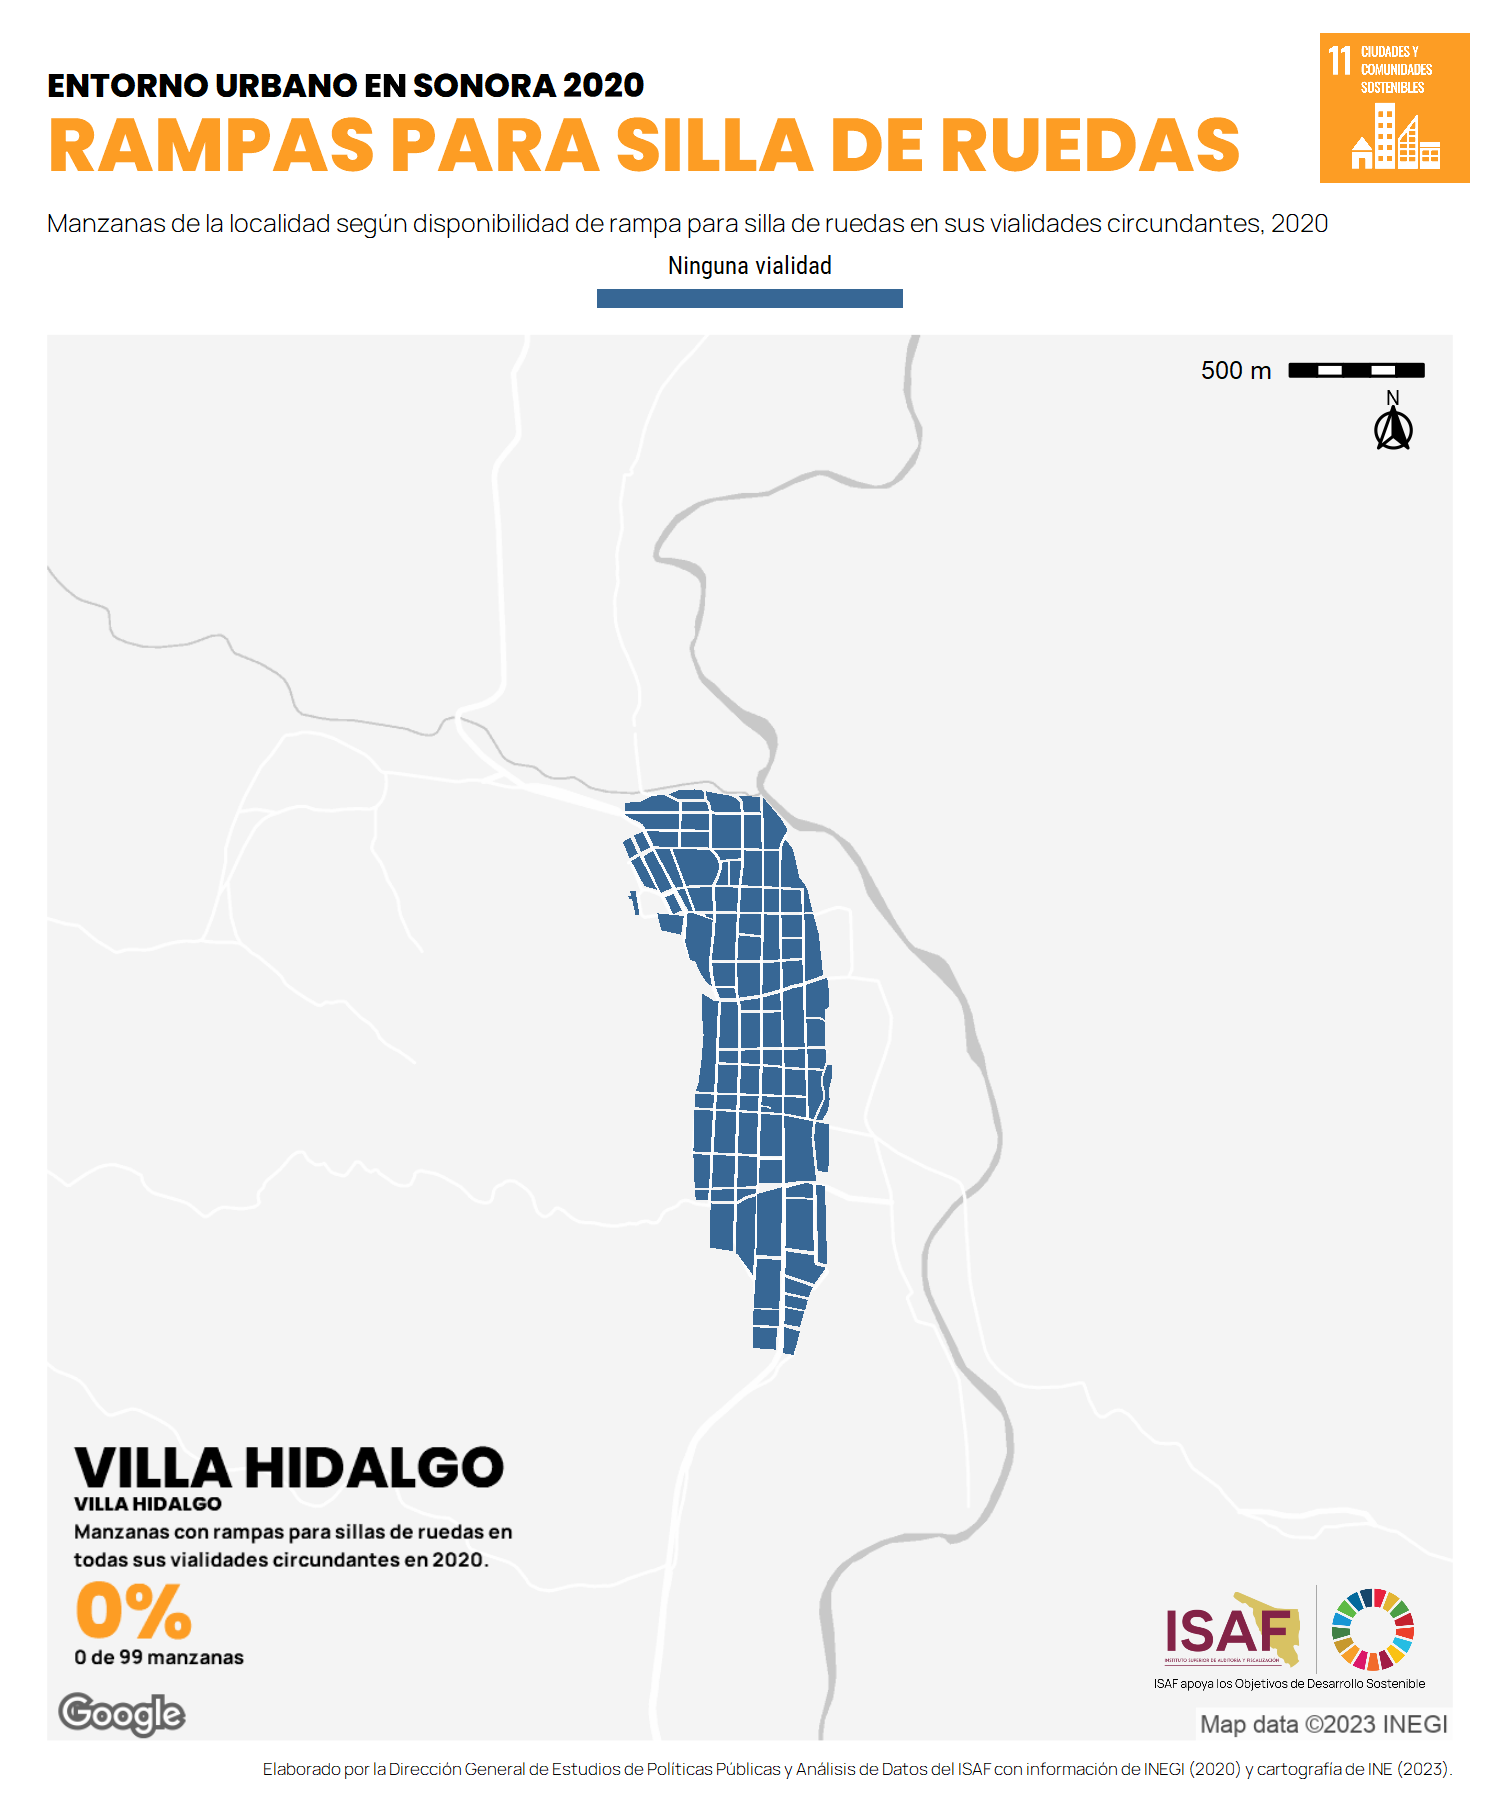 ENTORNO URBANO EN SONORA 2020
RAMPAS PARA SILLA DE RUEDAS
11 CIUDADES Y
COMUNIDADES
SOSTENIBLES
Manzanas de la localidad según disponibilidad de rampa para silla de ruedas en sus vialidades circundantes, 2020
Ninguna vialidad
500 m
N
VILLA HIDALGO
VILLA HIDALGO
Manzanas con rampas para sillas de ruedas en
todas sus vialidades circundantes en 2020.
0%
0 de 99 manzanas
Google
ISAF
INSTITUTO SUPERIOR DE AUDITORÍA Y FISCALIZACIÓN
ISAF apoya los Objetivos de Desarrollo Sostenible
Map data ©2023 INEGI
Elaborado por la Dirección General de Estudios de Políticas Públicas y Análisis de Datos del ISAF con información de INEGI (2020) y cartografía de INE (2023).